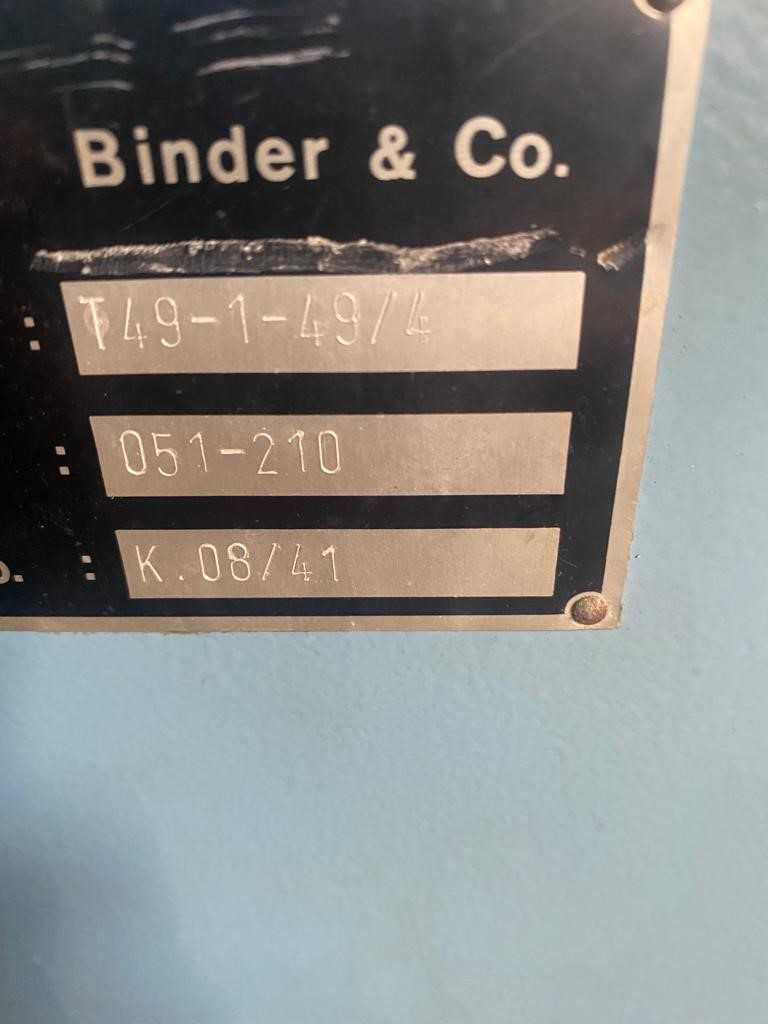 Binder & Co.
: T49-1-49/4
: 051-210
o. : K.08/41